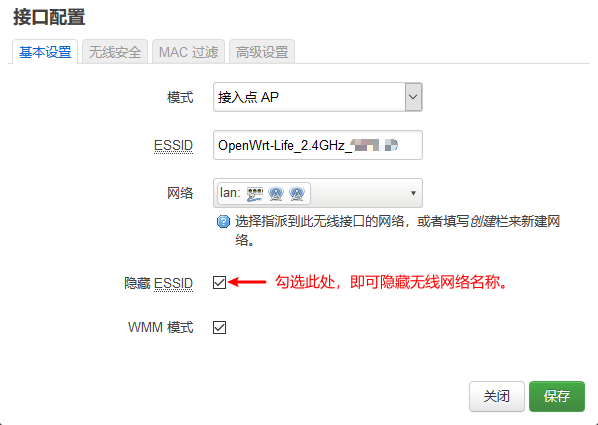 接口配置
基本设置 无线安全 MAC 过滤 高级设置
模式 接入点 AP
ESSID OpenWrt-Life_2.4GHz_
网络 lan:
选择指派到此无线接口的网络，或者填写创建栏来新建网
络。
隐藏 ESSID 勾选此处，即可隐藏无线网络名称。
WMM 模式
关闭 保存